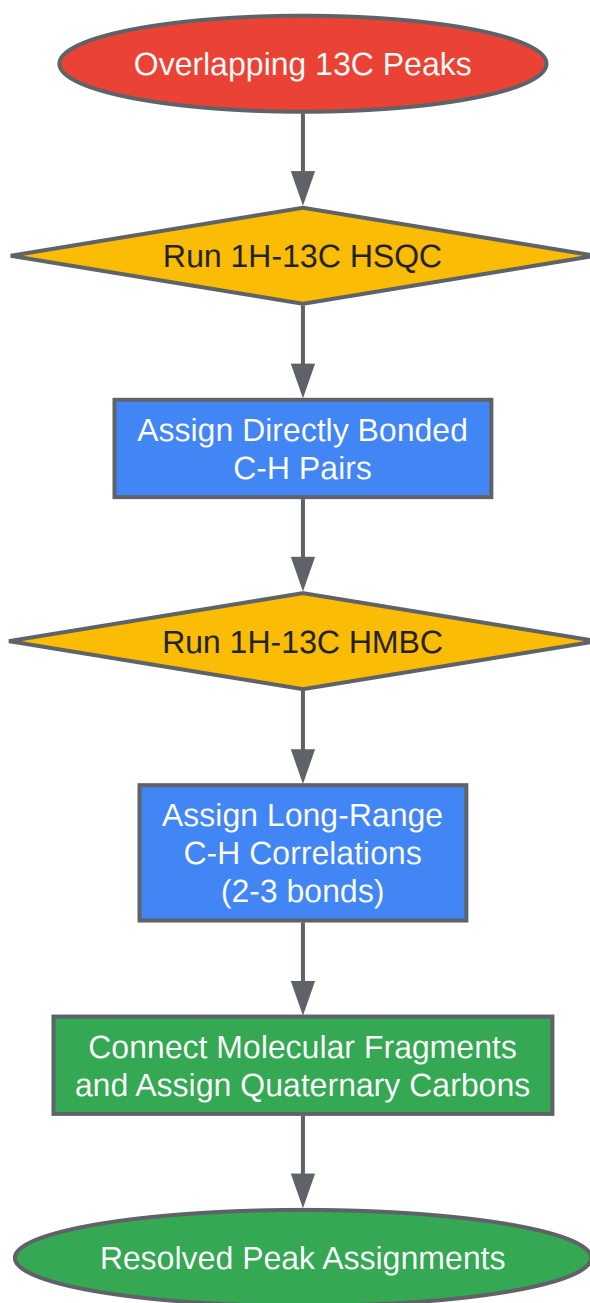 Overlapping 13C Peaks
Run 1H-13C HSQC
Assign Directly Bonded
C-H Pairs
Run 1H-13C HMBC
Assign Long-Range
C-H Correlations
(2-3 bonds)
Connect Molecular Fragments
and Assign Quaternary Carbons
Resolved Peak Assignments